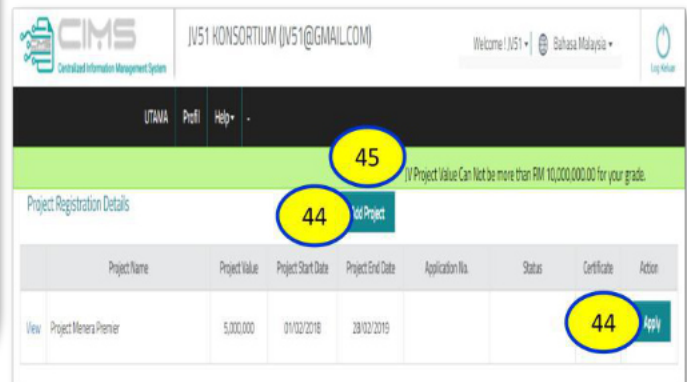 CIMS
Centralized Information Management System
JV51 KONSORTIUM (JV51@GMAIL.COM)
Welcome ! JV51
Bahasa Malaysia
Log Keluar
UTAMA Profil Help -
45
JV Project Value Can Not be more than RM 10,000,000.00 for your grade.
Project Registration Details
44
Add Project
Project Name Project Value Project Start Date Project End Date Application No. Status Certificate Action
View Project Menera Premier 5,000,000 01/02/2018 28/02/2019
44
Apply